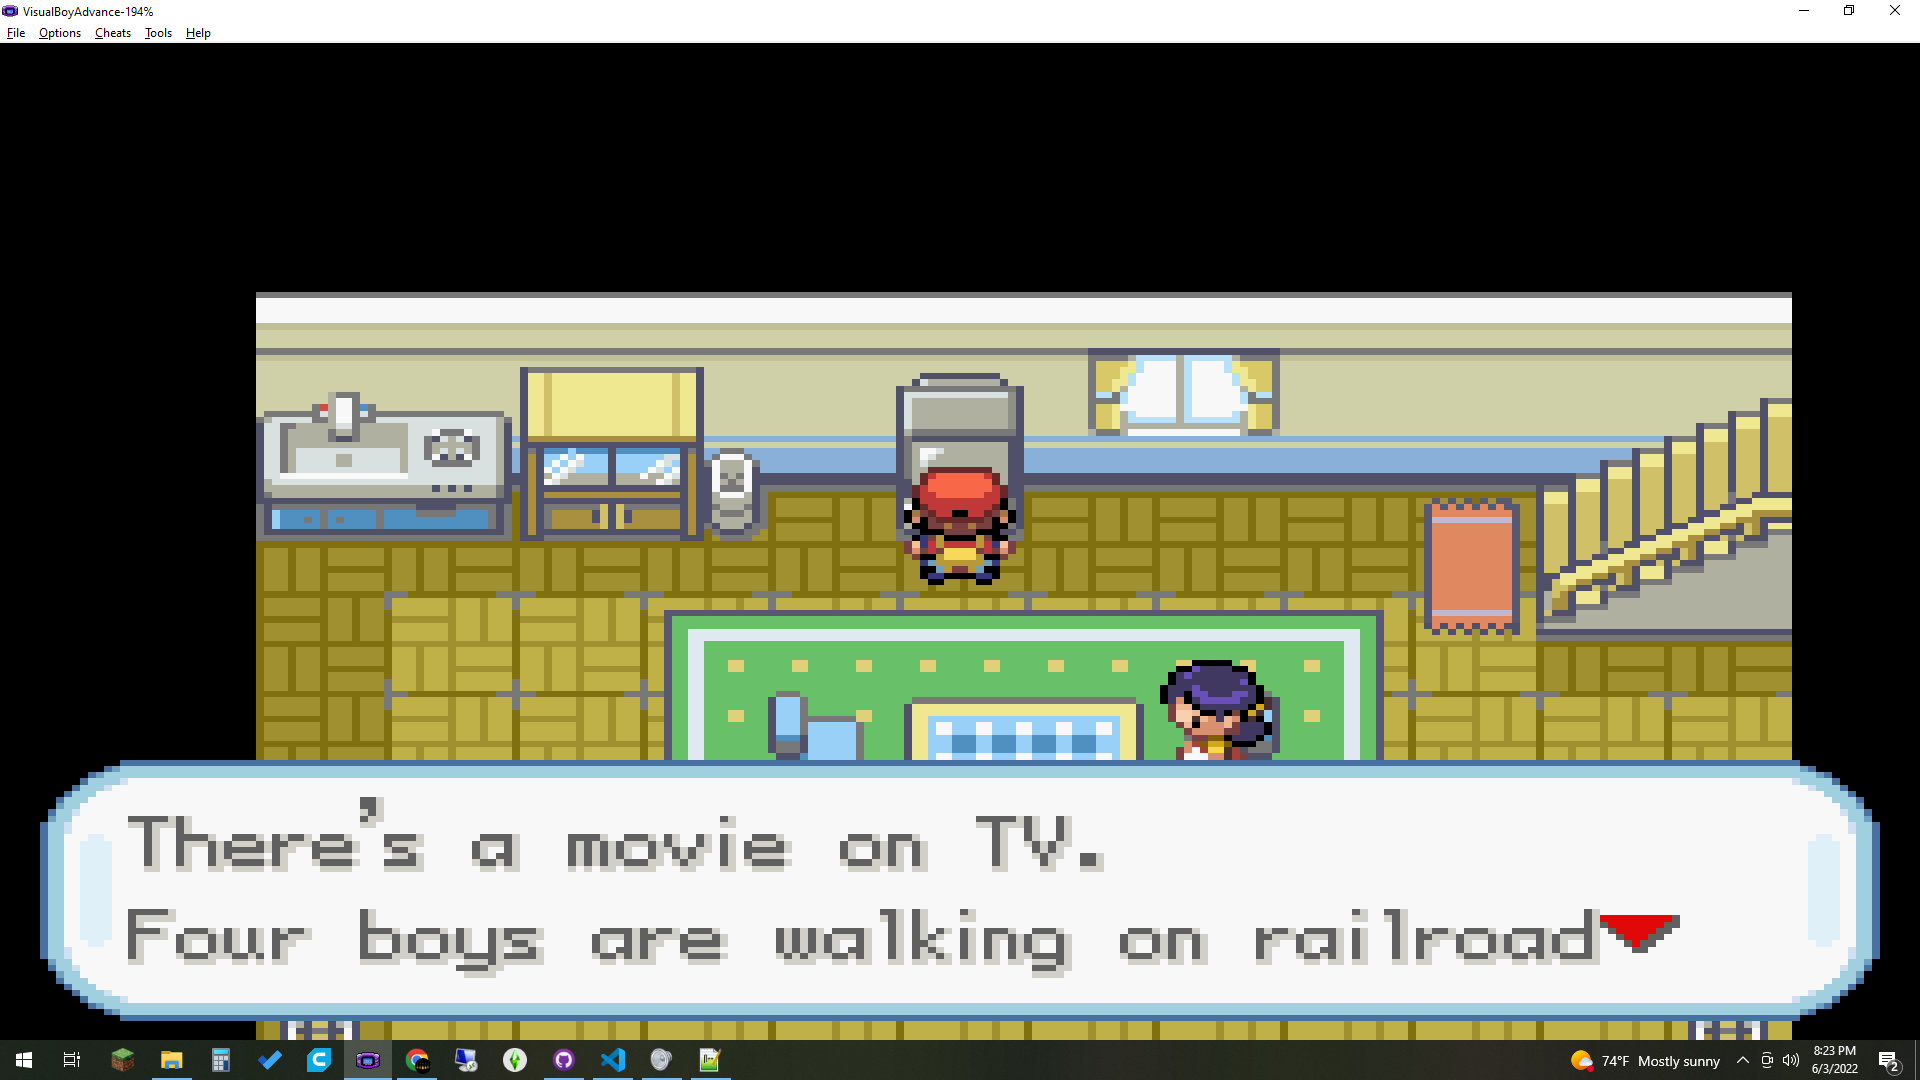 VisualBoyAdvance-194%
File Options Cheats Tools Help
There's a movie on TV.
Four boys are walking on railroad
74°F Mostly sunny
8:23 PM
6/3/2022
2